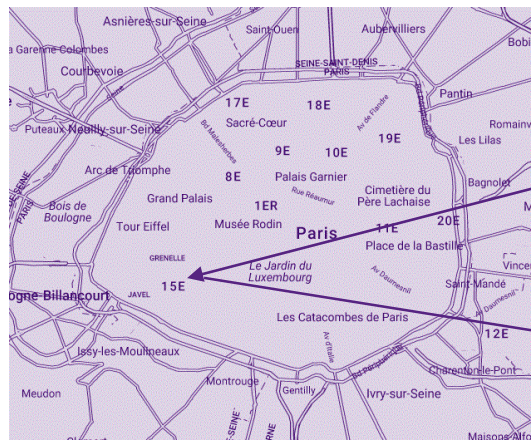 Asnières-sur-Seine
Saint-Ouen
Aubervilliers
La Garenne-Colombes
Bobi
Courbevoie
SEINE-SAINT-DENIS
PARIS
Seine
Pantin
17E
18E
Puteaux
Neuilly-sur-Seine
Sacré-Cœur
Bd Malesherbes
Av de Flandre
19E
Romainv
Les Lilas
9E
10E
Arc de Triomphe
8E
Palais Garnier
Bagnolet
Bois de
Boulogne
Grand Palais
Rue Réaumur
Cimetière du
Père Lachaise
1ER
M
Tour Eiffel
Musée Rodin
Paris
11E
20E
Place de la Bastille
GRENELLE
Le Jardin du
Luxembourg
Av Daumesnil
Vince
Saint-Mandé
15E
ogne Billancourt
JAVEL
Av Daumesnil
Les Catacombes de Paris
12E
Av d'Italie
Issy-les-Moulineaux
Charenton-le-Pont
Meudon
Montrouge
Gentilly
Ivry-sur-Seine
Maisons-Alfo